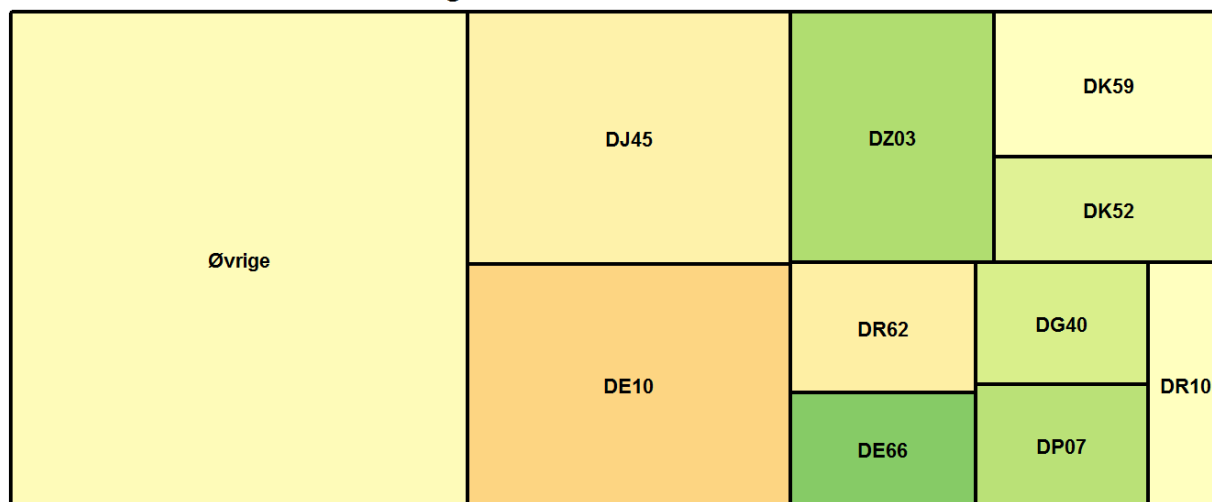 Øvrige
DJ45
DE10
DZ03
DK59
DK52
DR62
DE66
DG40
DP07
DR10